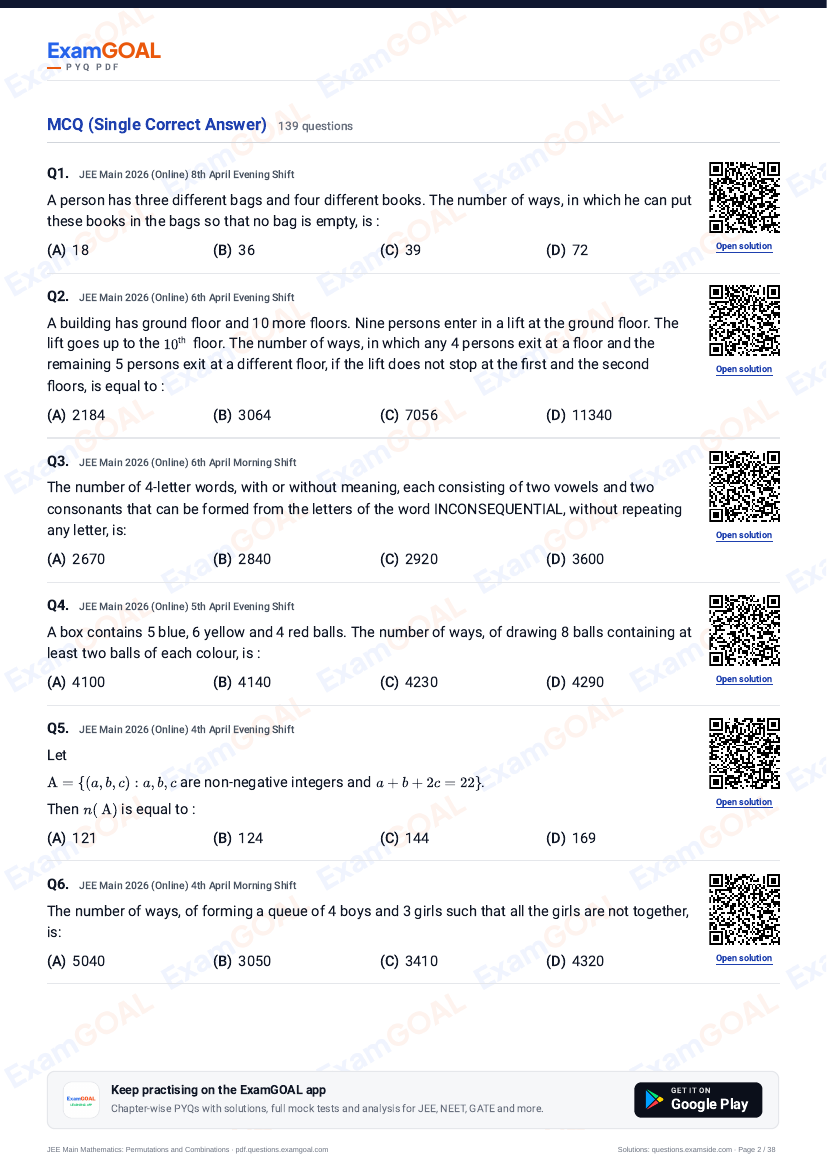 ExamGOAL
PYQ PDF
MCQ (Single Correct Answer) 139 questions
Q1. JEE Main 2026 (Online) 8th April Evening Shift
A person has three different bags and four different books. The number of ways, in which he can put
these books in the bags so that no bag is empty, is :
(A) 18 (B) 36 (C) 39 (D) 72
Open solution
Q2. JEE Main 2026 (Online) 6th April Evening Shift
A building has ground floor and 10 more floors. Nine persons enter in a lift at the ground floor. The
lift goes up to the 10th floor. The number of ways, in which any 4 persons exit at a floor and the
remaining 5 persons exit at a different floor, if the lift does not stop at the first and the second
floors, is equal to :
(A) 2184 (B) 3064 (C) 7056 (D) 11340
Open solution
Q3. JEE Main 2026 (Online) 6th April Morning Shift
The number of 4-letter words, with or without meaning, each consisting of two vowels and two
consonants that can be formed from the letters of the word INCONSEQUENTIAL, without repeating
any letter, is:
(A) 2670 (B) 2840 (C) 2920 (D) 3600
Open solution
Q4. JEE Main 2026 (Online) 5th April Evening Shift
A box contains 5 blue, 6 yellow and 4 red balls. The number of ways, of drawing 8 balls containing at
least two balls of each colour, is :
(A) 4100 (B) 4140 (C) 4230 (D) 4290
Open solution
Q5. JEE Main 2026 (Online) 4th April Evening Shift
Let
A = {(a, b, c) : a, b, c are non-negative integers and a + b + 2c = 22}.
Then n( A) is equal to :
(A) 121 (B) 124 (C) 144 (D) 169
Open solution
Q6. JEE Main 2026 (Online) 4th April Morning Shift
The number of ways, of forming a queue of 4 boys and 3 girls such that all the girls are not together,
is:
(A) 5040 (B) 3050 (C) 3410 (D) 4320
Open solution
ExamGOAL
Keep practising on the ExamGOAL app
Chapter-wise PYQs with solutions, full mock tests and analysis for JEE, NEET, GATE and more.
GET IT ON
Google Play
JEE Main Mathematics: Permutations and Combinations · pdf.questions.examgoal.com
Solutions: questions.examside.com · Page 2 / 38